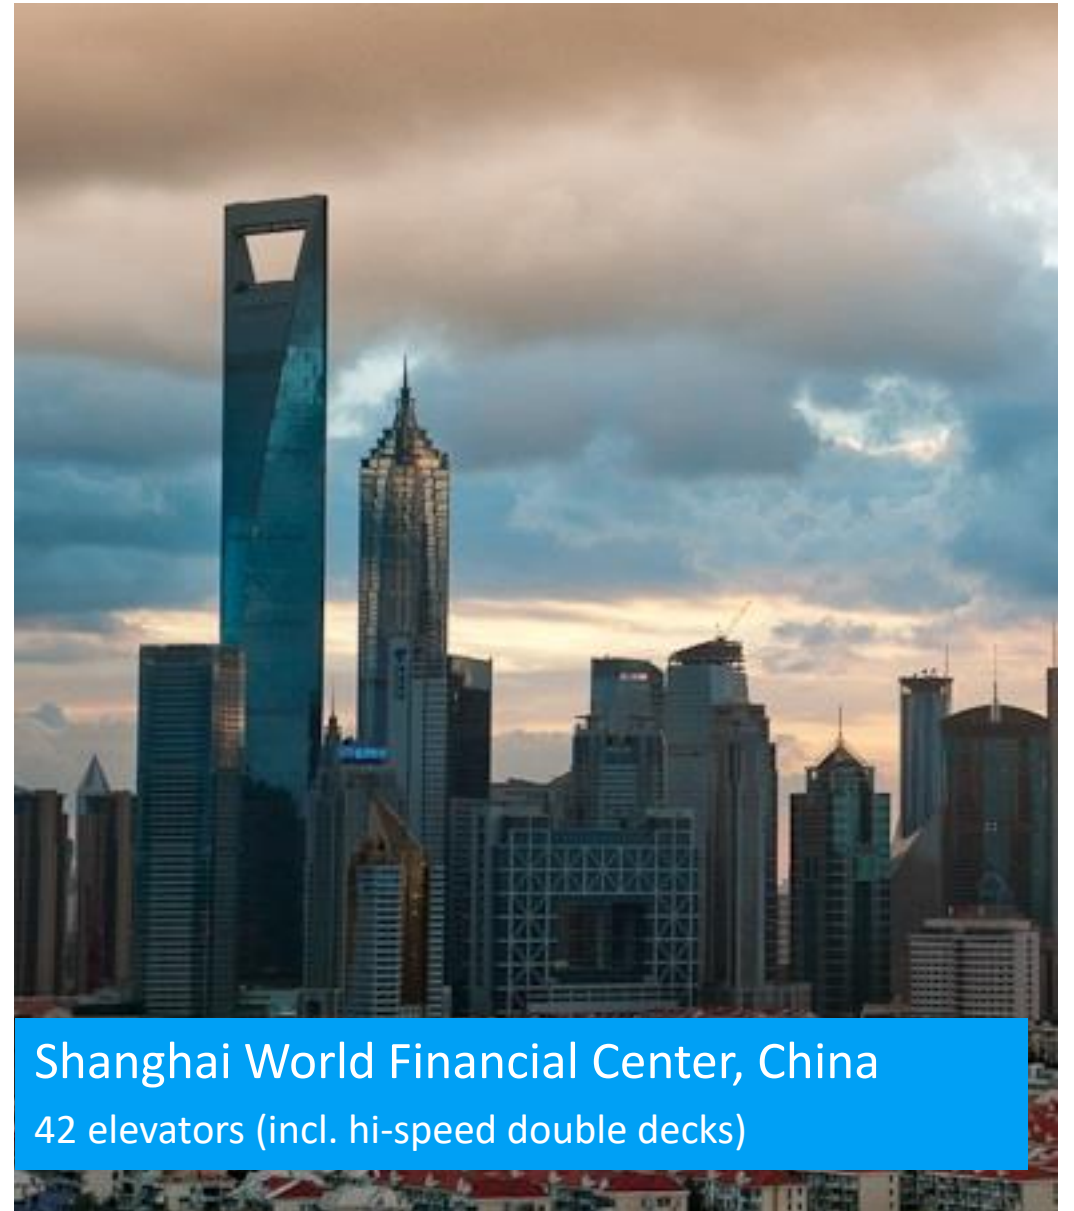 Shanghai World Financial Center, China
42 elevators (incl. hi-speed double decks)